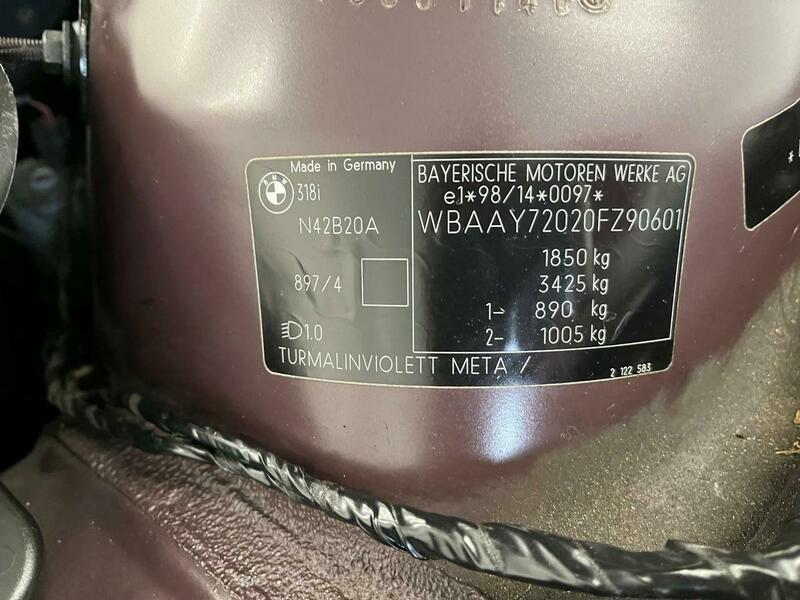 Made in Germany
BMW
318i
N42B20A
897/4
1.0
TURMALINVIOLETT META /
BAYERISCHE MOTOREN WERKE AG
e1*98/14*0097*
WBAAY72020FZ90601
1850 kg
3425 kg
1- 890 kg
2- 1005 kg
2 122 583